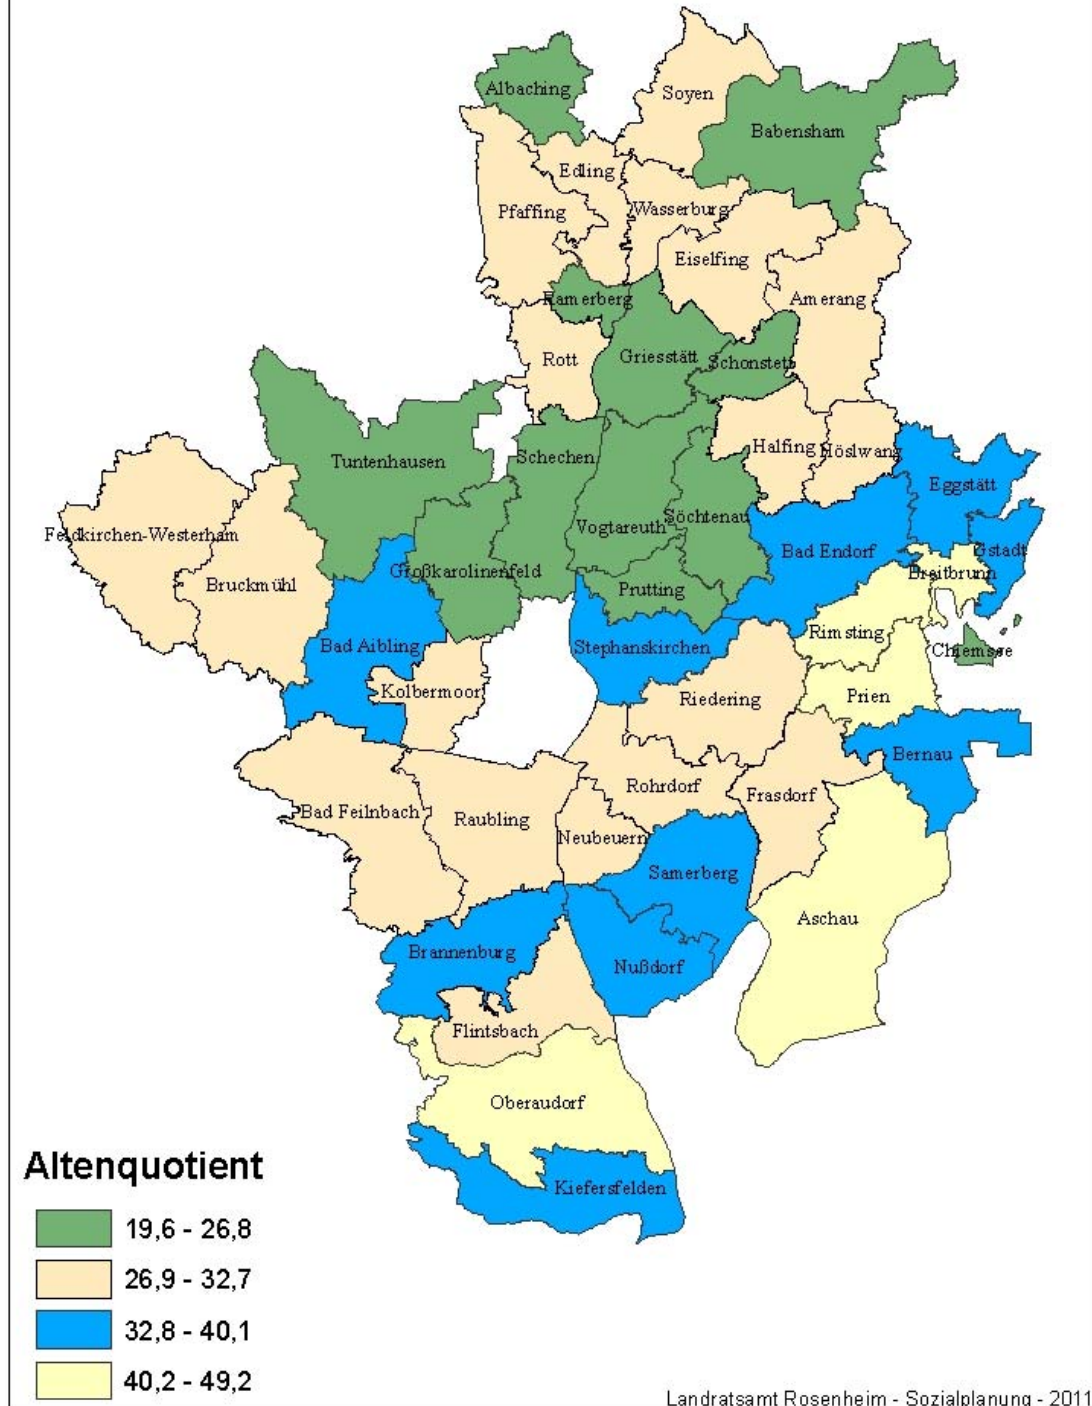 Albaching
Soyen
Babensham
Edling
Pfaffing
Wasserburg
Eiselfing
Ramerberg
Amerang
Rott
Griesstätt
Schonstett
Halfing
Höslwang
Tuntenhausen
Schechen
Eggstätt
Feldkirchen-Westerham
Vogtareuth
Söchtenau
Bad Endorf
Gstadt
Bruckmühl
Großkarolinenfeld
Breitbrunn
Prutting
Rimsting
Bad Aibling
Stephanskirchen
Chiemsee
Kolbermoor
Riedering
Prien
Bernau
Rohrdorf
Frasdorf
Bad Feilnbach
Raubling
Neubeuern
Samerberg
Aschau
Brannenburg
Nußdorf
Flintsbach
Oberaudorf
Kiefersfelden
Altenquotient
19,6 - 26,8
26,9 - 32,7
32,8 - 40,1
40,2 - 49,2
Landratsamt Rosenheim - Sozialplanung - 2011